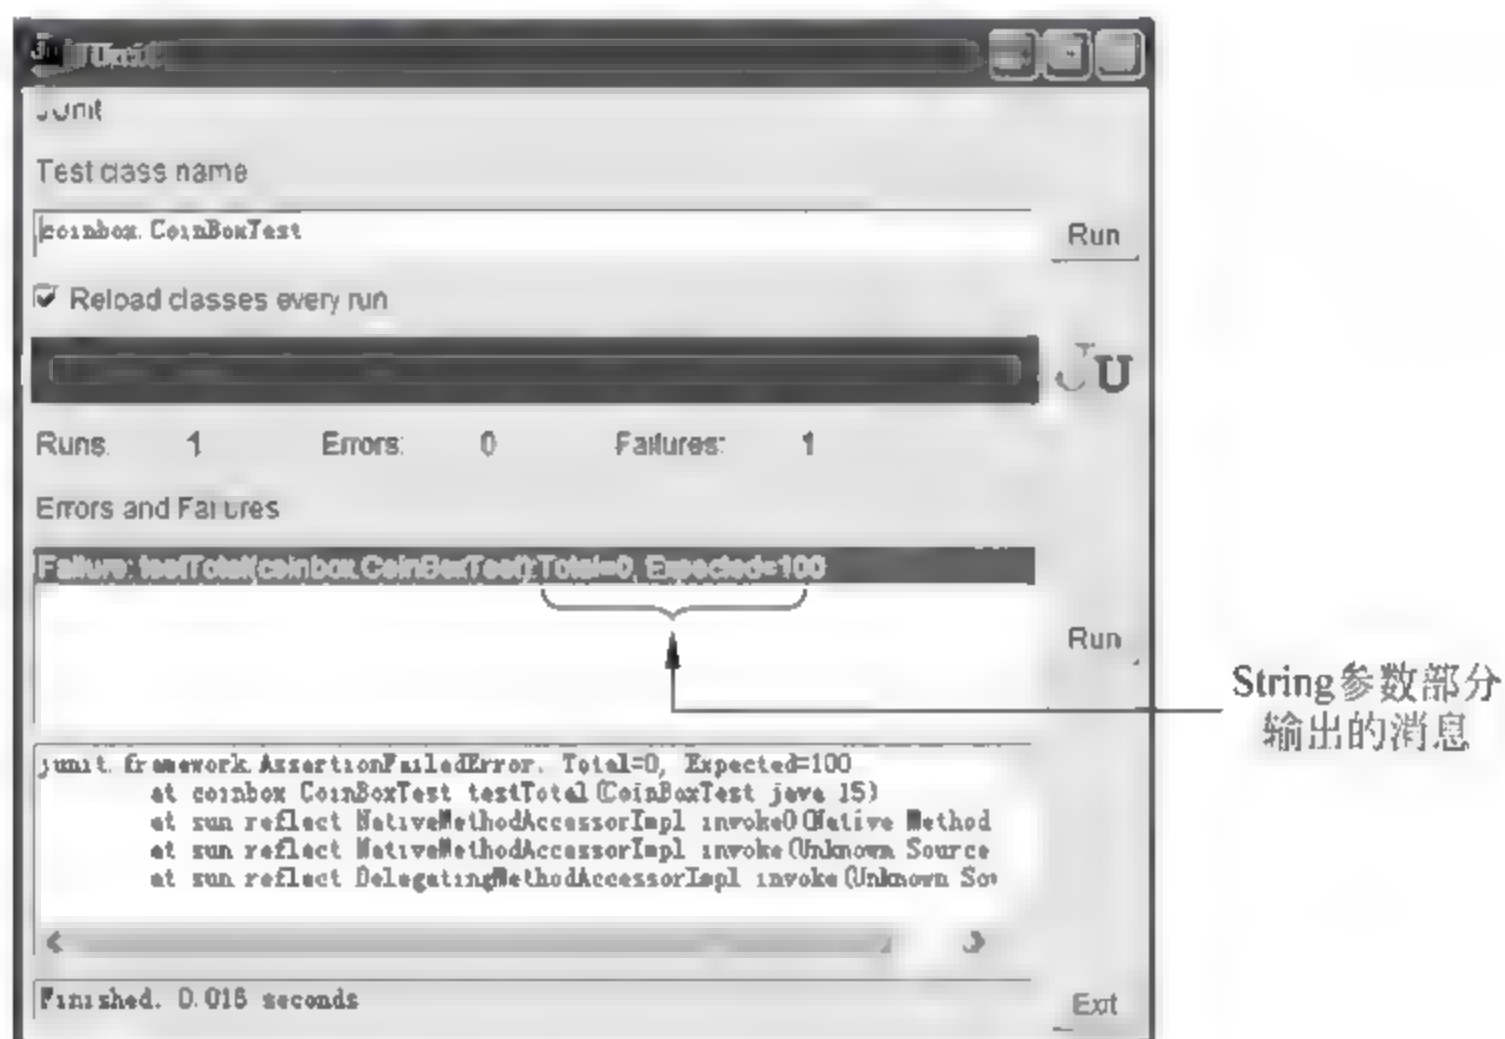 JUnit
JUnit
Test class name
coinbox.CoinBoxTest
Run
Reload classes every run
JU
Runs: 1 Errors: 0 Failures: 1
Errors and Failures
Failure: testTotal(coinbox.CoinBoxTest):Total=0, Expected=100
Run
String参数部分
输出的消息
junit.framework.AssertionFailedError: Total=0, Expected=100
at coinbox.CoinBoxTest.testTotal(CoinBoxTest.java:15)
at sun.reflect.NativeMethodAccessorImpl.invoke0(Native Method
at sun.reflect.NativeMethodAccessorImpl.invoke(Unknown Source
at sun.reflect.DelegatingMethodAccessorImpl.invoke(Unknown Sou
Finished: 0.016 seconds
Exit